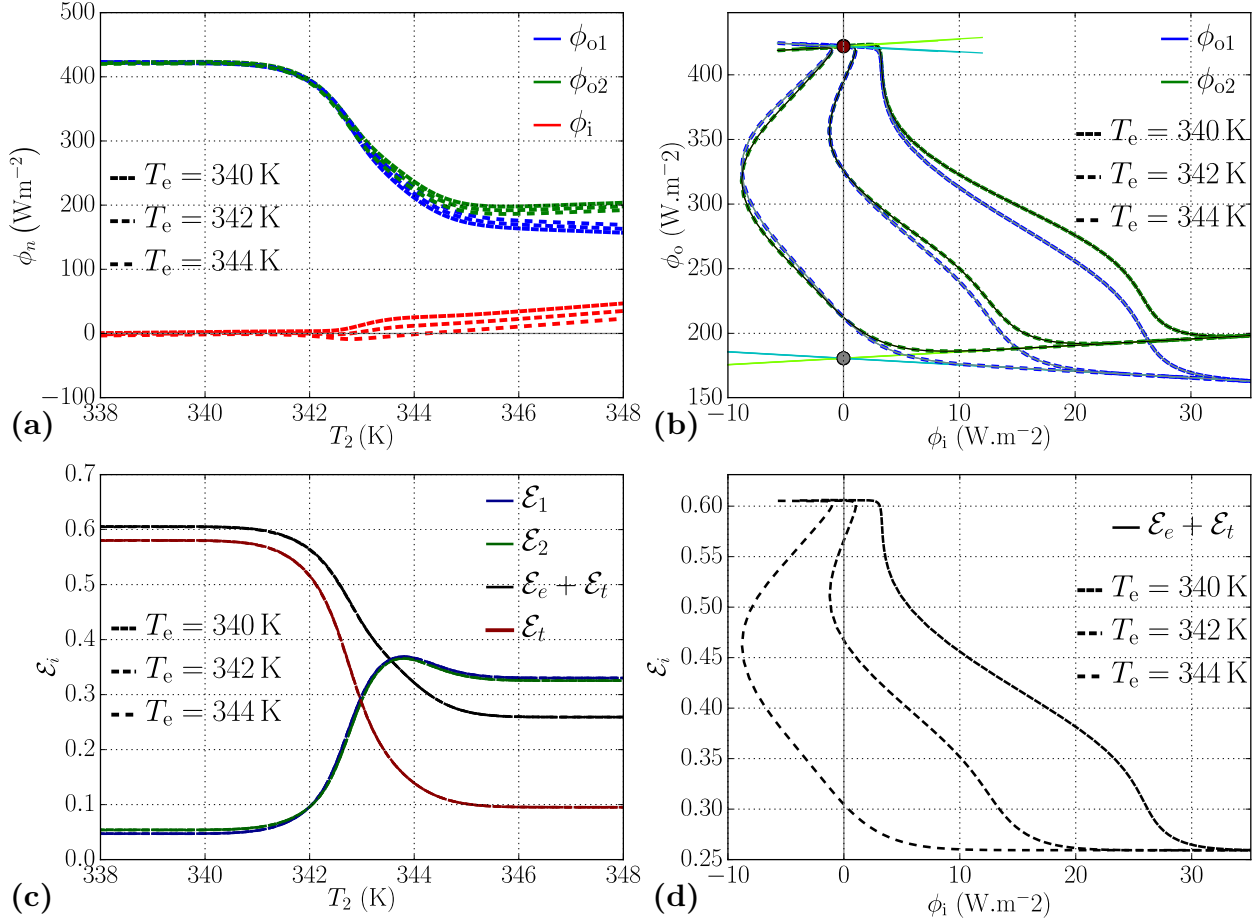 500
400
300
200
100
0
−100
ϕₙ (Wm⁻²)
ϕₒ₁
ϕₒ₂
ϕᵢ
Tₑ = 340 K
Tₑ = 342 K
Tₑ = 344 K
338 340 342 344 346 348
T₂ (K)
(a)
400
350
300
250
200
150
ϕₒ (W.m−2)
ϕₒ₁
ϕₒ₂
Tₑ = 340 K
Tₑ = 342 K
Tₑ = 344 K
−10 0 10 20 30
ϕᵢ (W.m−2)
(b)
0.7
0.6
0.5
0.4
0.3
0.2
0.1
0.0
ℰᵢ
ℰ₁
ℰ₂
ℰₑ + ℰₜ
ℰₜ
Tₑ = 340 K
Tₑ = 342 K
Tₑ = 344 K
338 340 342 344 346 348
T₂ (K)
(c)
0.60
0.55
0.50
0.45
0.40
0.35
0.30
0.25
ℰᵢ
ℰₑ + ℰₜ
Tₑ = 340 K
Tₑ = 342 K
Tₑ = 344 K
−10 0 10 20 30
ϕᵢ (W.m−2)
(d)